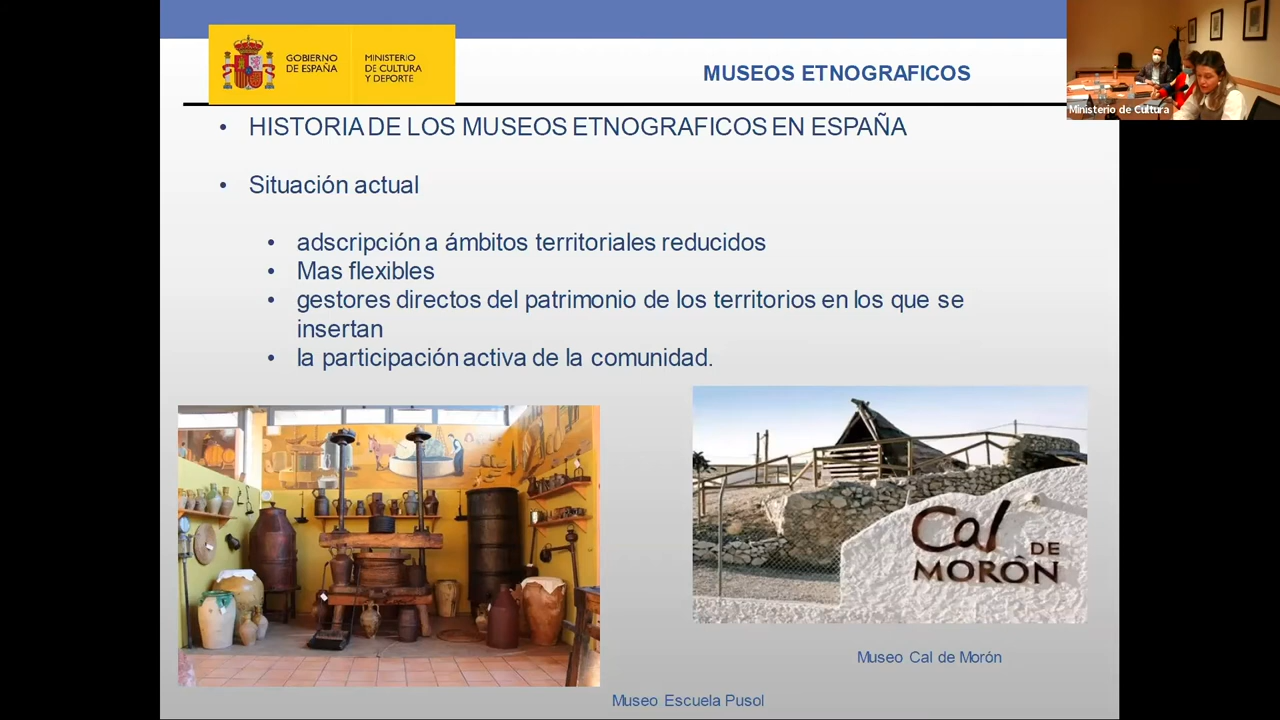 GOBIERNO
DE ESPAÑA
MINISTERIO
DE CULTURA
Y DEPORTE
MUSEOS ETNOGRAFICOS
Ministerio de Cultura
• HISTORIA DE LOS MUSEOS ETNOGRAFICOS EN ESPAÑA
• Situación actual
• adscripción a ámbitos territoriales reducidos
• Mas flexibles
• gestores directos del patrimonio de los territorios en los que se
insertan
• la participación activa de la comunidad.
Cal
DE
MORÓN
Museo Cal de Morón
Museo Escuela Pusol